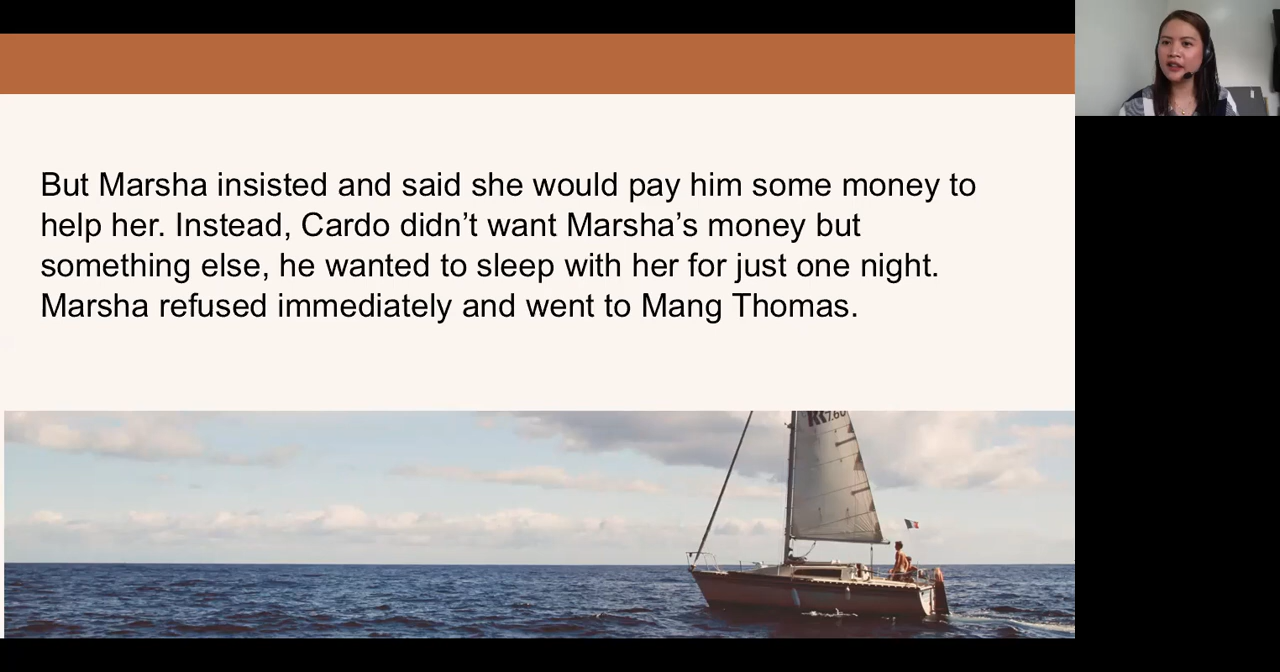 But Marsha insisted and said she would pay him some money to
help her. Instead, Cardo didn’t want Marsha’s money but
something else, he wanted to sleep with her for just one night.
Marsha refused immediately and went to Mang Thomas.
7.60